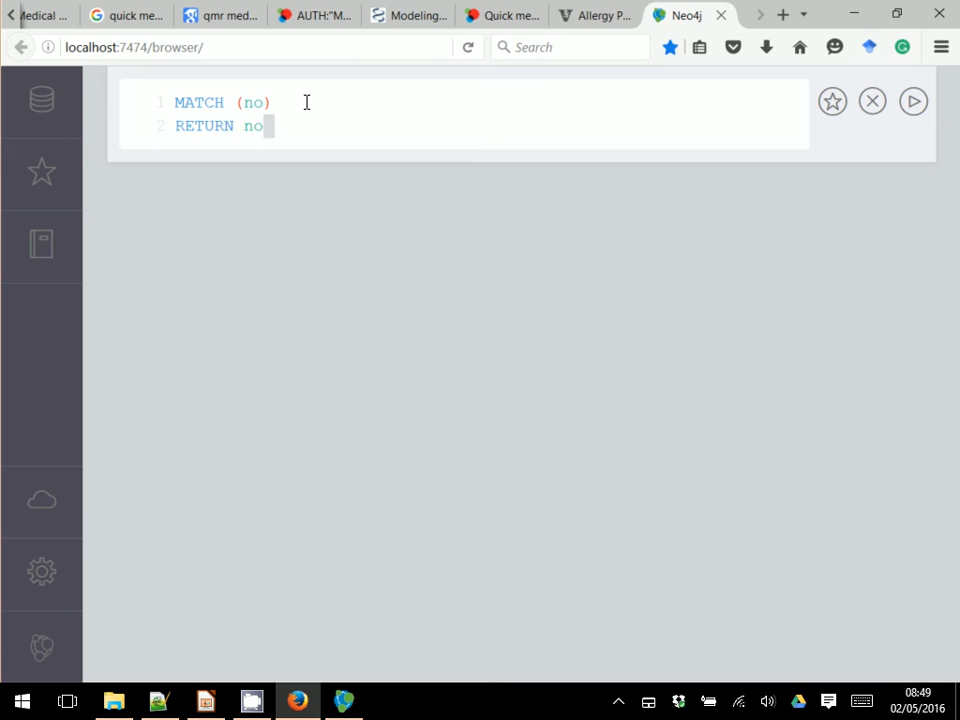 Medical ...
quick me...
qmr med...
AUTH:"M...
Modeling...
Quick me...
Allergy P...
Neo4j
localhost:7474/browser/
Search
1 MATCH (no)
2 RETURN no
08:49
02/05/2016